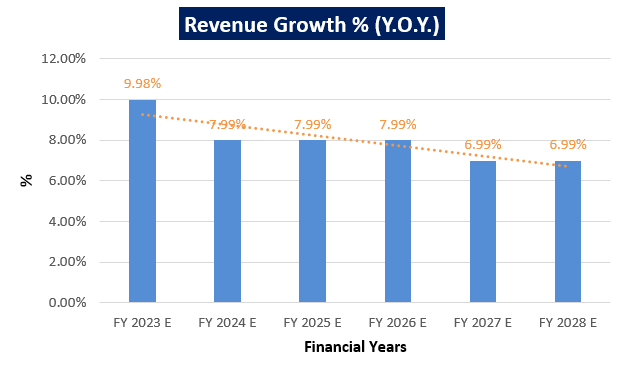 Revenue Growth % (Y.O.Y.)
12.00%
10.00%
8.00%
6.00%
4.00%
2.00%
0.00%
%
9.98%
7.99%
7.99%
7.99%
6.99%
6.99%
FY 2023 E
FY 2024 E
FY 2025 E
FY 2026 E
FY 2027 E
FY 2028 E
Financial Years